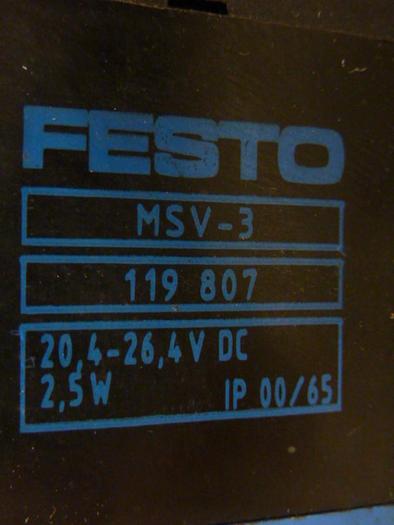 FESTO
MSV-3
119 807
20,4-26,4 V DC
2,5 W IP 00/65